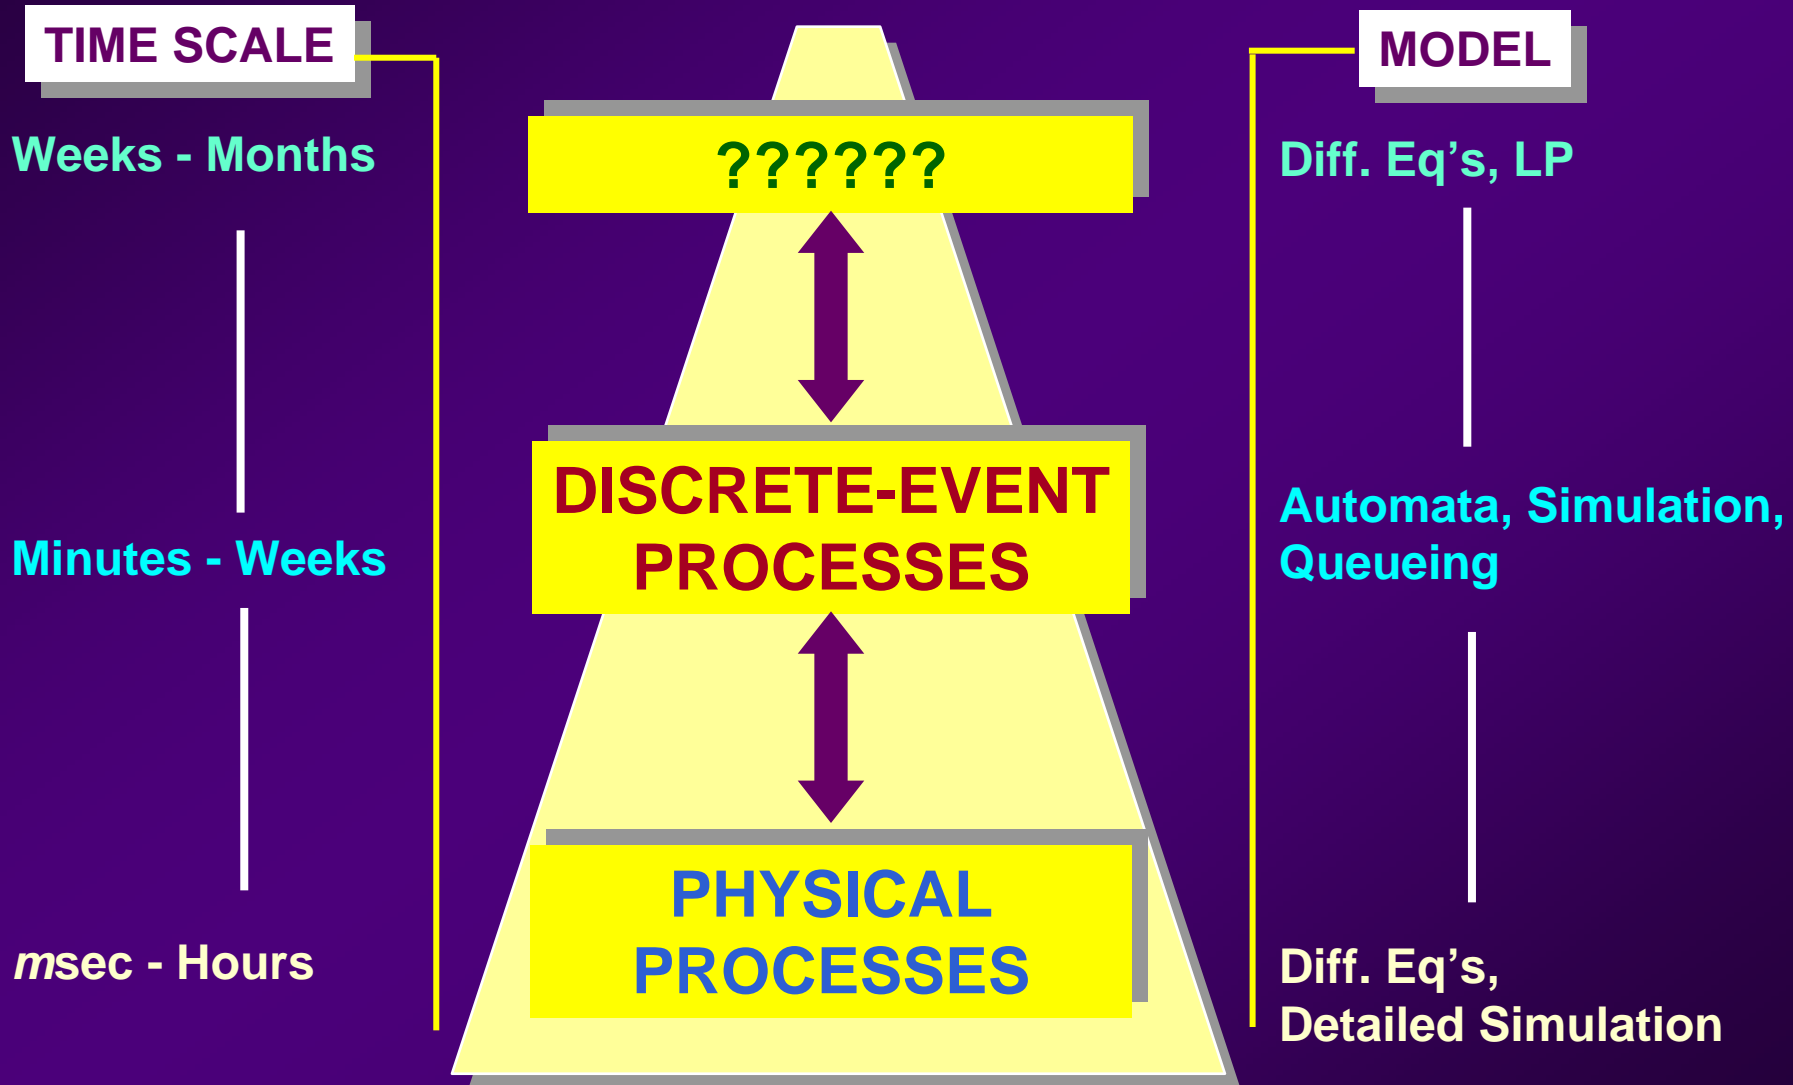 TIME SCALE
MODEL
Weeks - Months
??????
Diff. Eq’s, LP
Minutes - Weeks
DISCRETE-EVENT
PROCESSES
Automata, Simulation,
Queueing
msec - Hours
PHYSICAL
PROCESSES
Diff. Eq’s,
Detailed Simulation